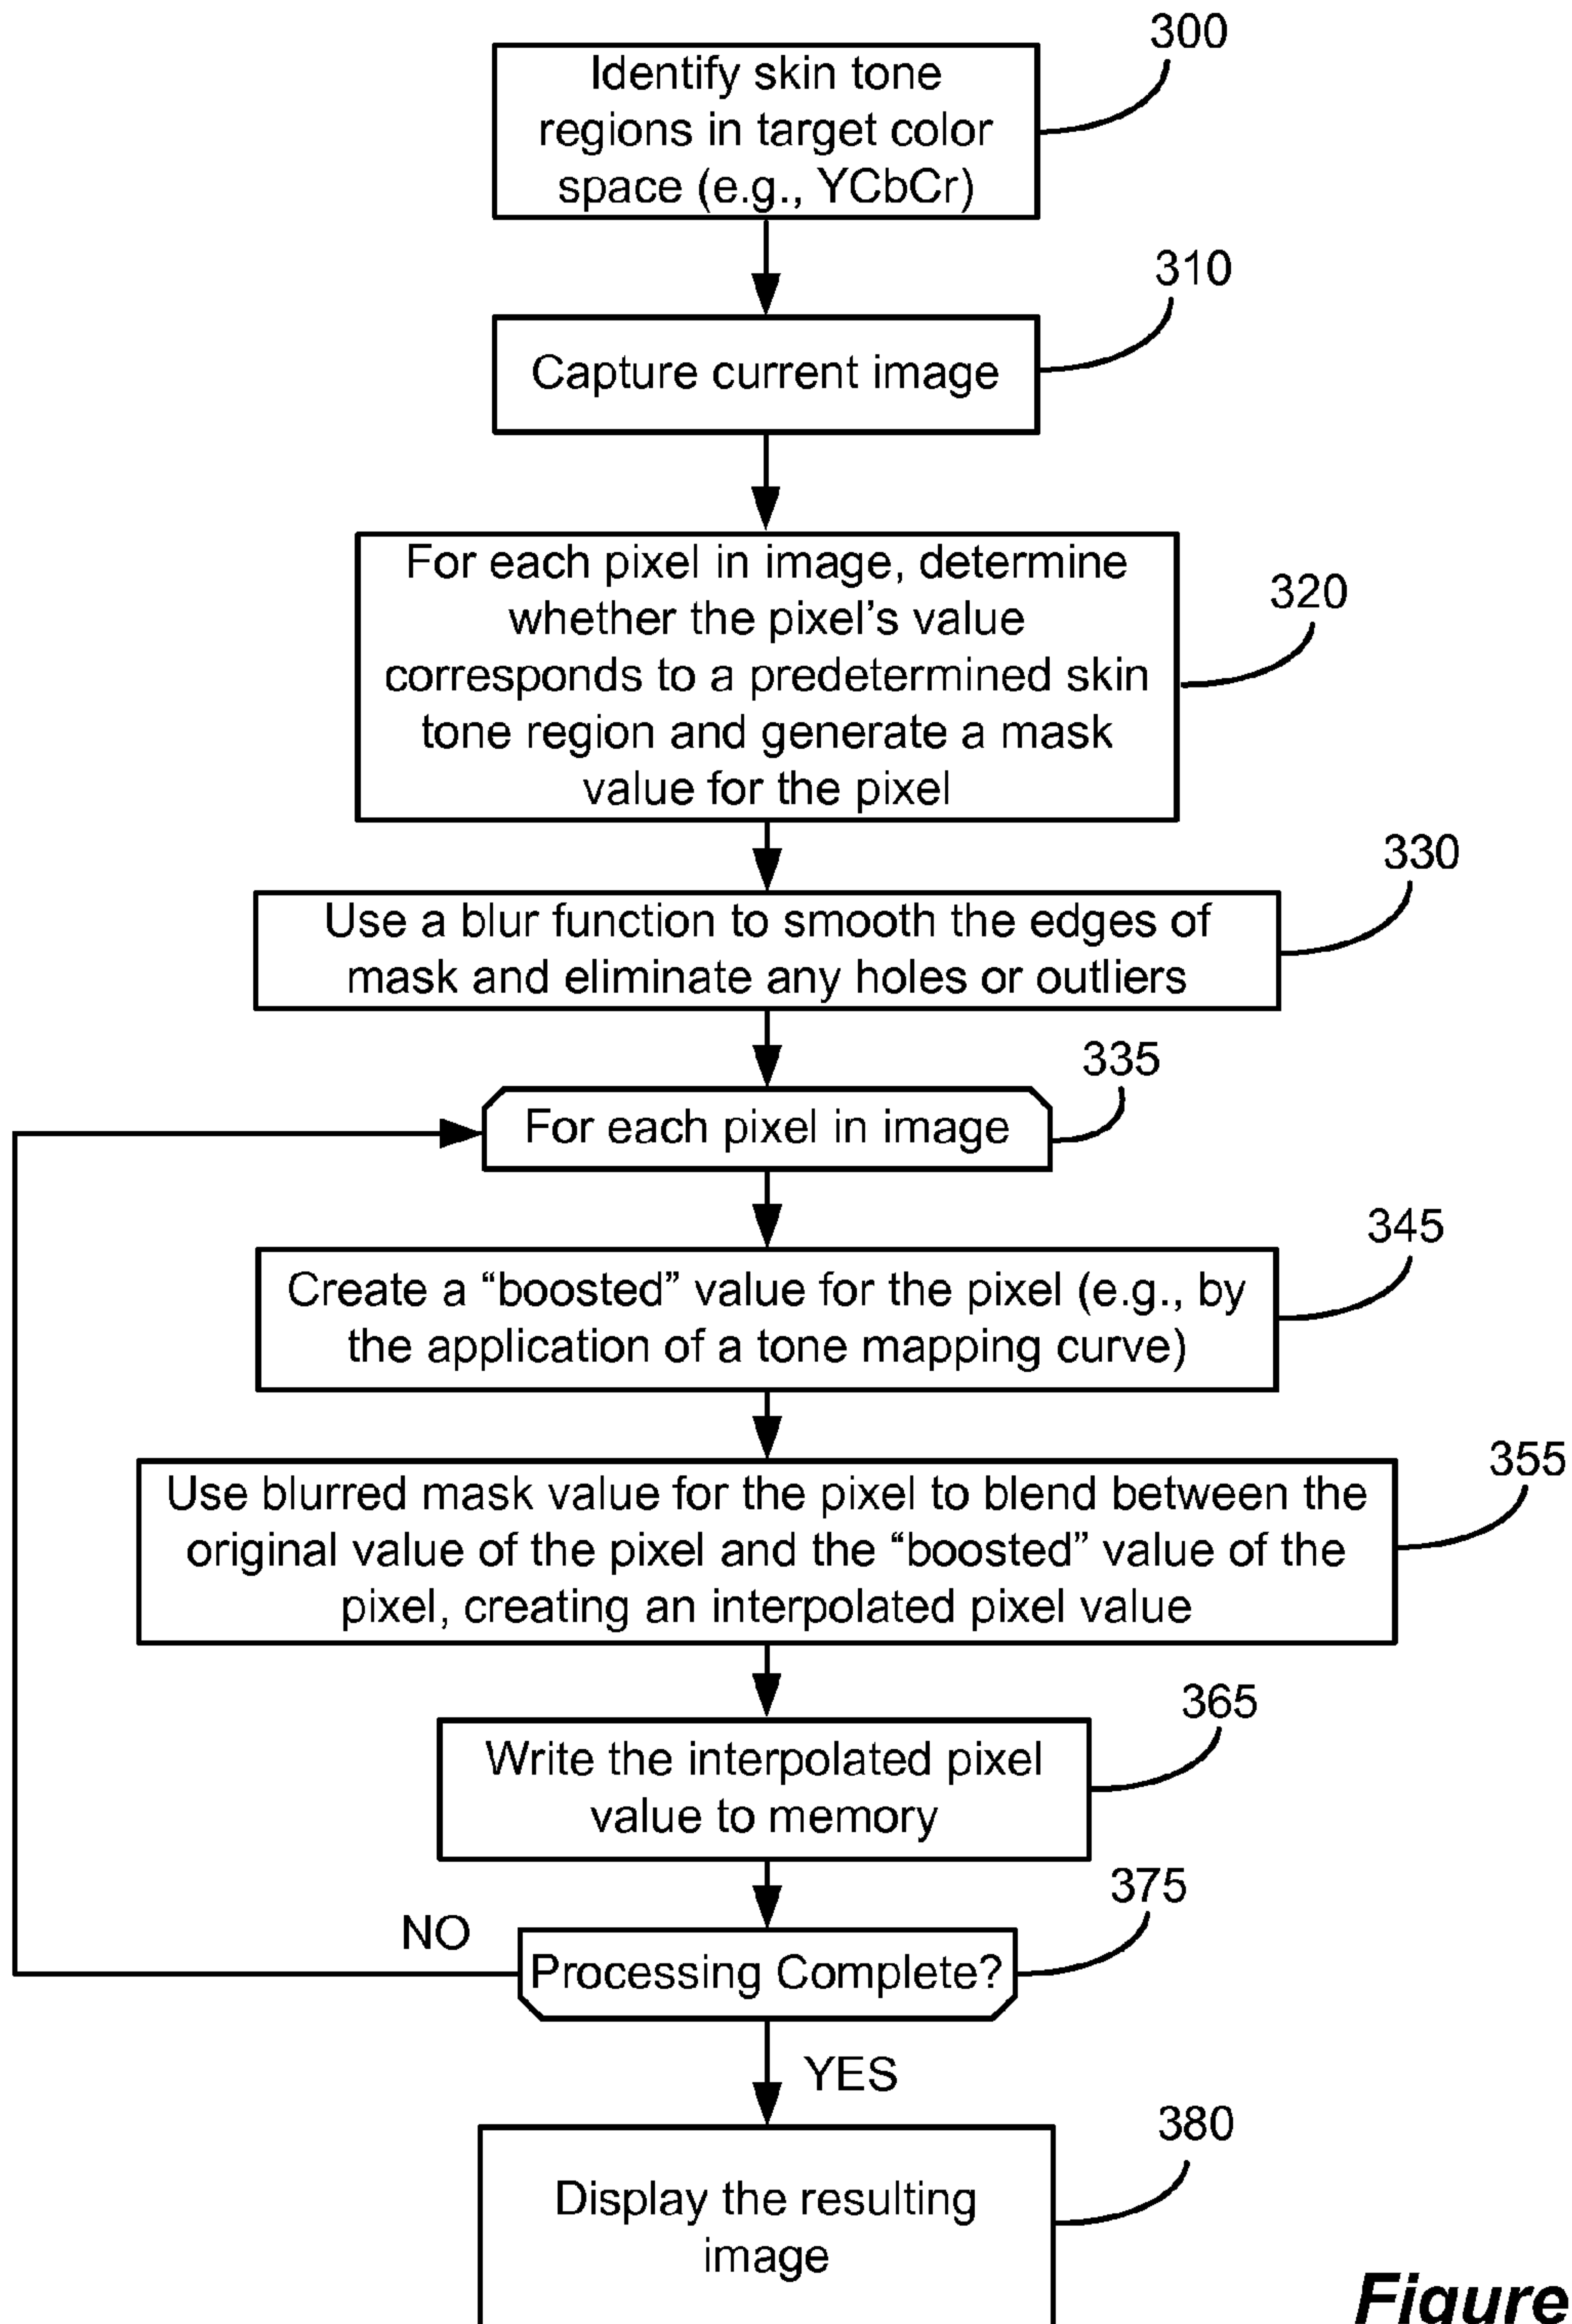 300
Identify skin tone
regions in target color
space (e.g., YCbCr)
310
Capture current image
320
For each pixel in image, determine
whether the pixel's value
corresponds to a predetermined skin
tone region and generate a mask
value for the pixel
330
Use a blur function to smooth the edges of
mask and eliminate any holes or outliers
335
For each pixel in image
345
Create a “boosted” value for the pixel (e.g., by
the application of a tone mapping curve)
355
Use blurred mask value for the pixel to blend between the
original value of the pixel and the “boosted” value of the
pixel, creating an interpolated pixel value
365
Write the interpolated pixel
value to memory
375
NO
Processing Complete?
YES
380
Display the resulting
image
Figure